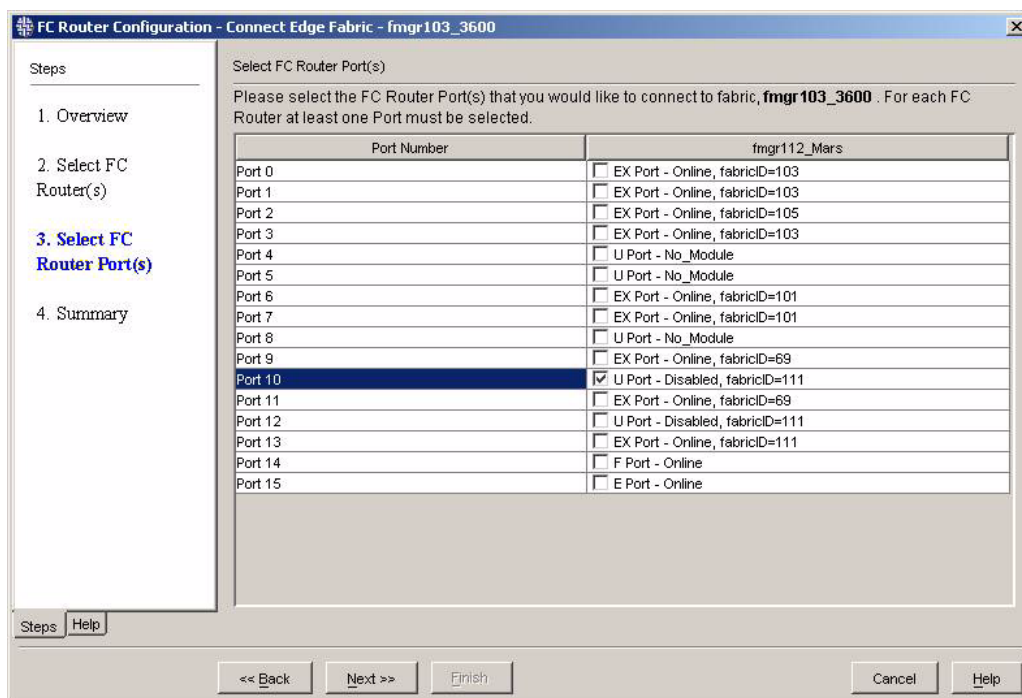 FC Router Configuration - Connect Edge Fabric - fmgr103_3600
Steps
1. Overview
2. Select FC
Router(s)
3. Select FC
Router Port(s)
4. Summary
Select FC Router Port(s)
Please select the FC Router Port(s) that you would like to connect to fabric, fmgr103_3600 . For each FC
Router at least one Port must be selected.
Port Number fmgr112_Mars
Port 0 EX Port - Online, fabricID=103
Port 1 EX Port - Online, fabricID=103
Port 2 EX Port - Online, fabricID=105
Port 3 EX Port - Online, fabricID=103
Port 4 U Port - No_Module
Port 5 U Port - No_Module
Port 6 EX Port - Online, fabricID=101
Port 7 EX Port - Online, fabricID=101
Port 8 U Port - No_Module
Port 9 EX Port - Online, fabricID=69
Port 10 U Port - Disabled, fabricID=111
Port 11 EX Port - Online, fabricID=69
Port 12 U Port - Disabled, fabricID=111
Port 13 EX Port - Online, fabricID=111
Port 14 F Port - Online
Port 15 E Port - Online
Steps Help
<< Back Next >> Finish Cancel Help